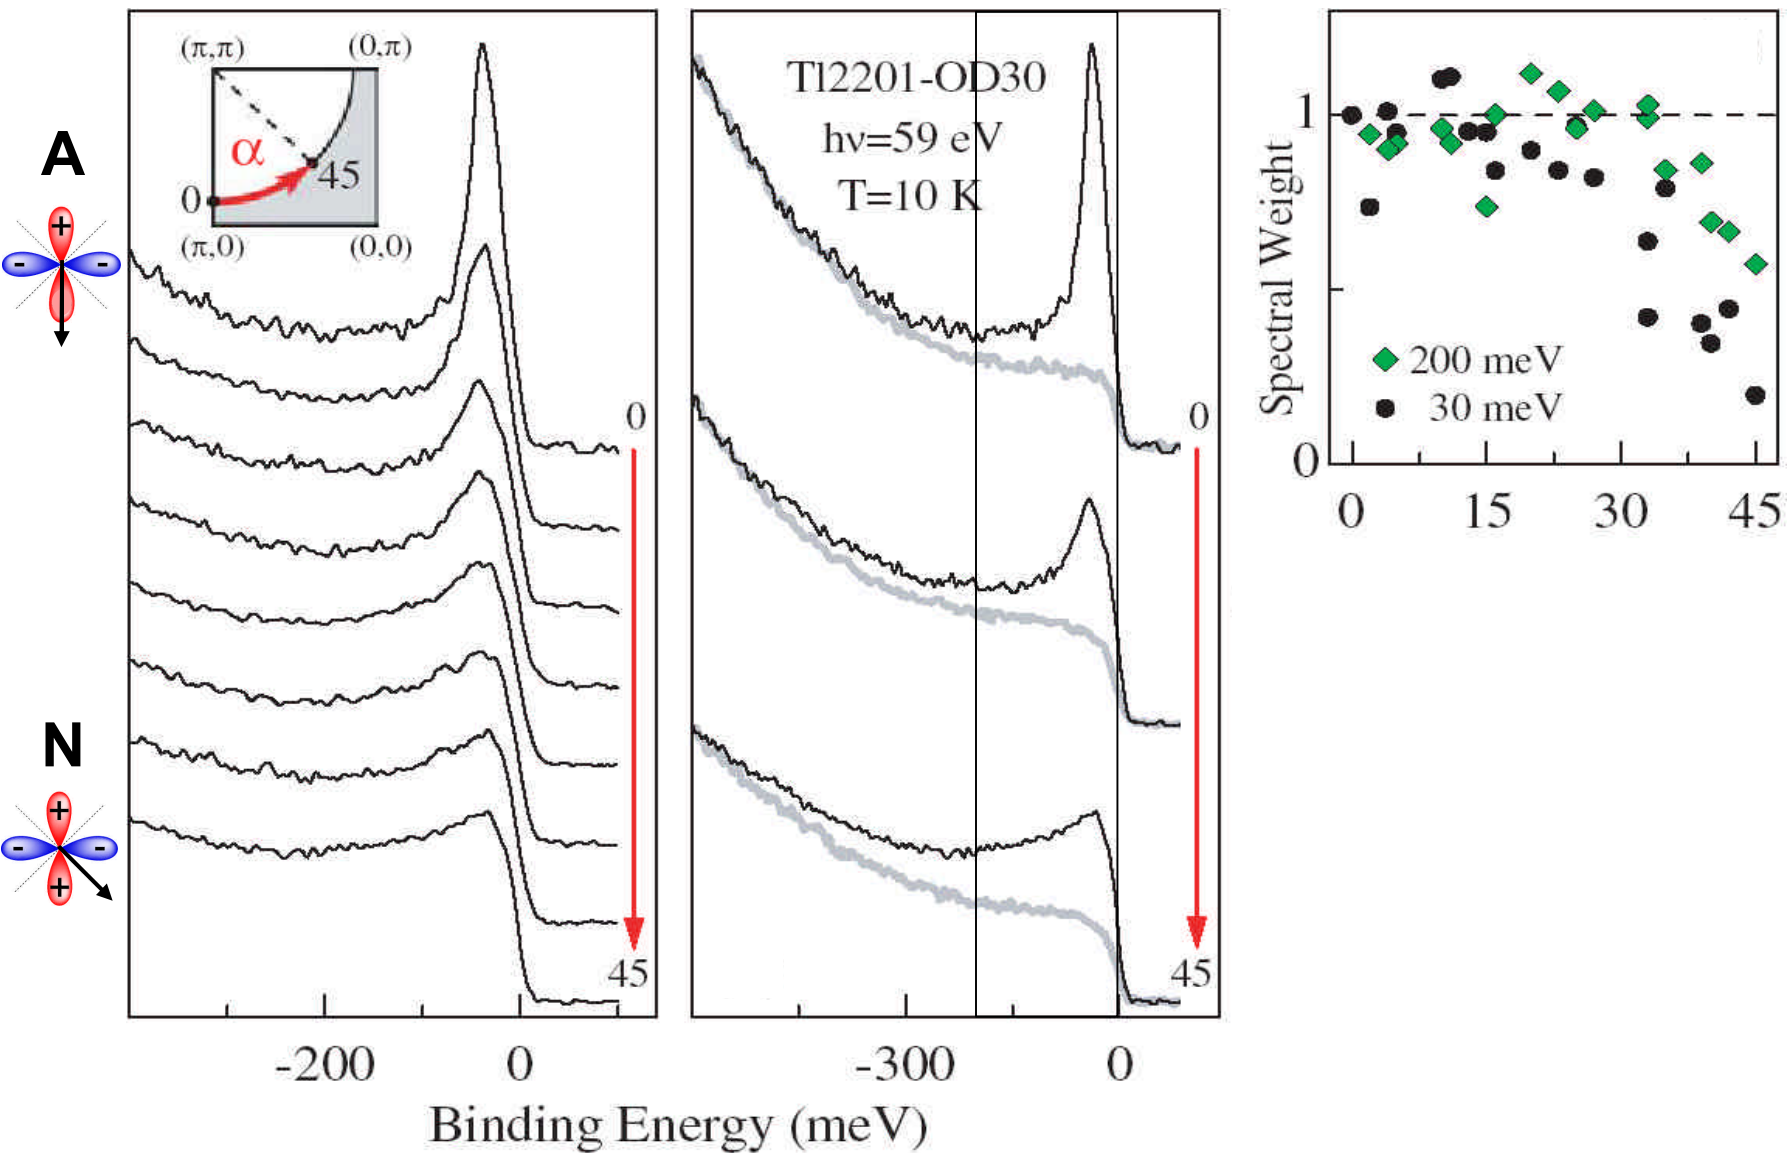 A
+
- -
N
+
- -
+
(π,π) (0,π)
α
45
0
(π,0) (0,0)
0
45
-200 0
Tl2201-OD30
hν=59 eV
T=10 K
0
45
-300 0
Binding Energy (meV)
Spectral Weight
1
0
200 meV
30 meV
0 15 30 45